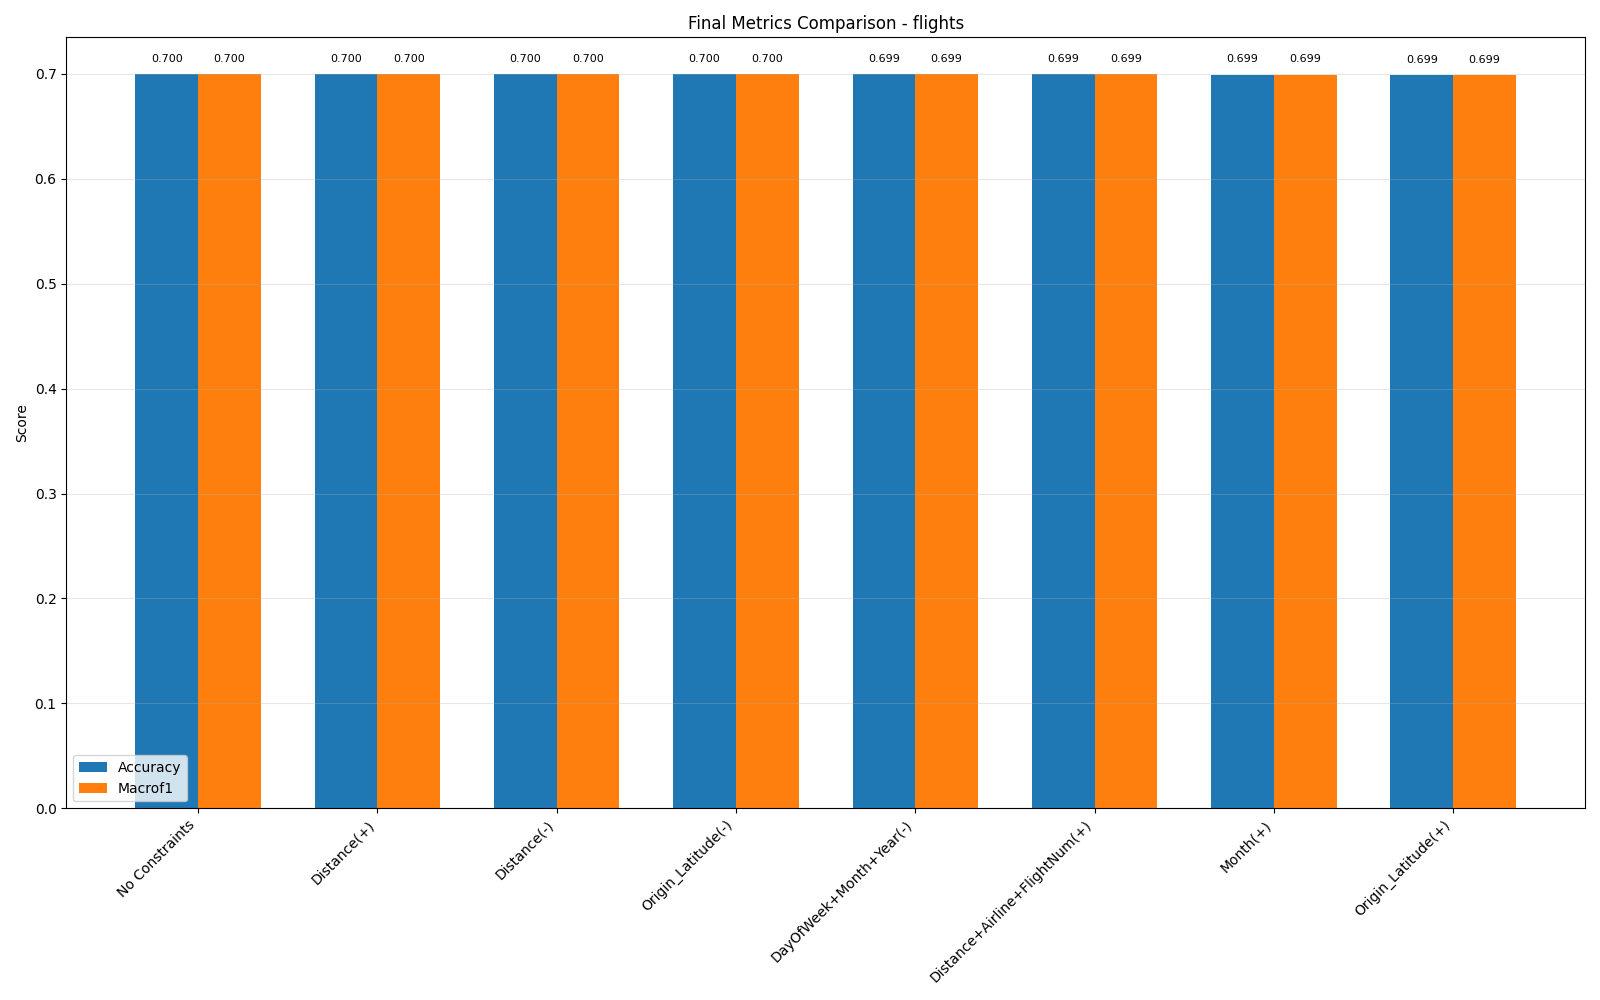 Final Metrics Comparison - flights
0.700 0.700 0.700 0.700 0.700 0.700 0.700 0.700 0.699 0.699 0.699 0.699 0.699 0.699 0.699 0.699
Score
0.7
0.6
0.5
0.4
0.3
0.2
0.1
0.0
Accuracy
Macrof1
No Constraints
Distance(+)
Distance(-)
Origin_Latitude(-)
DayOfWeek+Month+Year(-)
Distance+Airline+FlightNum(+)
Month(+)
Origin_Latitude(+)